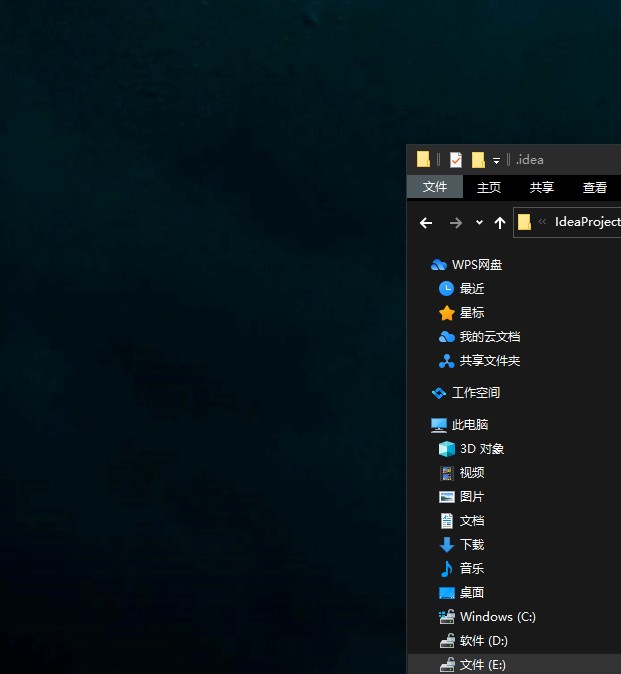 .idea
文件 主页 共享 查看
IdeaProject
WPS网盘
最近
星标
我的云文档
共享文件夹
工作空间
此电脑
3D 对象
视频
图片
文档
下载
音乐
桌面
Windows (C:)
软件 (D:)
文件 (E:)